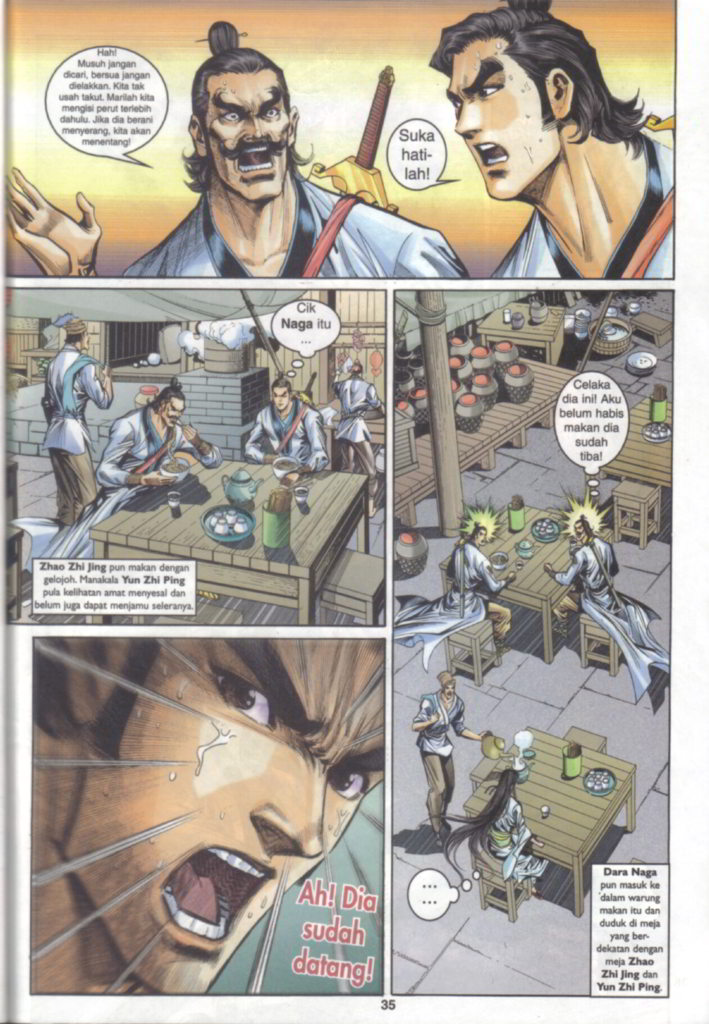 Hah!
Musuh jangan
dicari, bersua jangan
dielakkan. Kita tak
usah takut. Marilah kita
mengisi perut terlebih
dahulu. Jika dia berani
menyerang, kita akan
menentang!
Suka
hati-
lah!
Cik
Naga itu
...
Zhao Zhi Jing pun makan dengan
gelojoh. Manakala Yun Zhi Ping
pula kelihatan amat menyesal dan
belum juga dapat menjamu seleranya.
Celaka
dia ini! Aku
belum habis
makan dia
sudah
tiba!
Ah! Dia
sudah
datang!
...
...
Dara Naga
pun masuk ke
dalam warung
makan itu dan
duduk di meja
yang ber-
dekatan dengan
meja Zhao
Zhi Jing dan
Yun Zhi Ping.
35